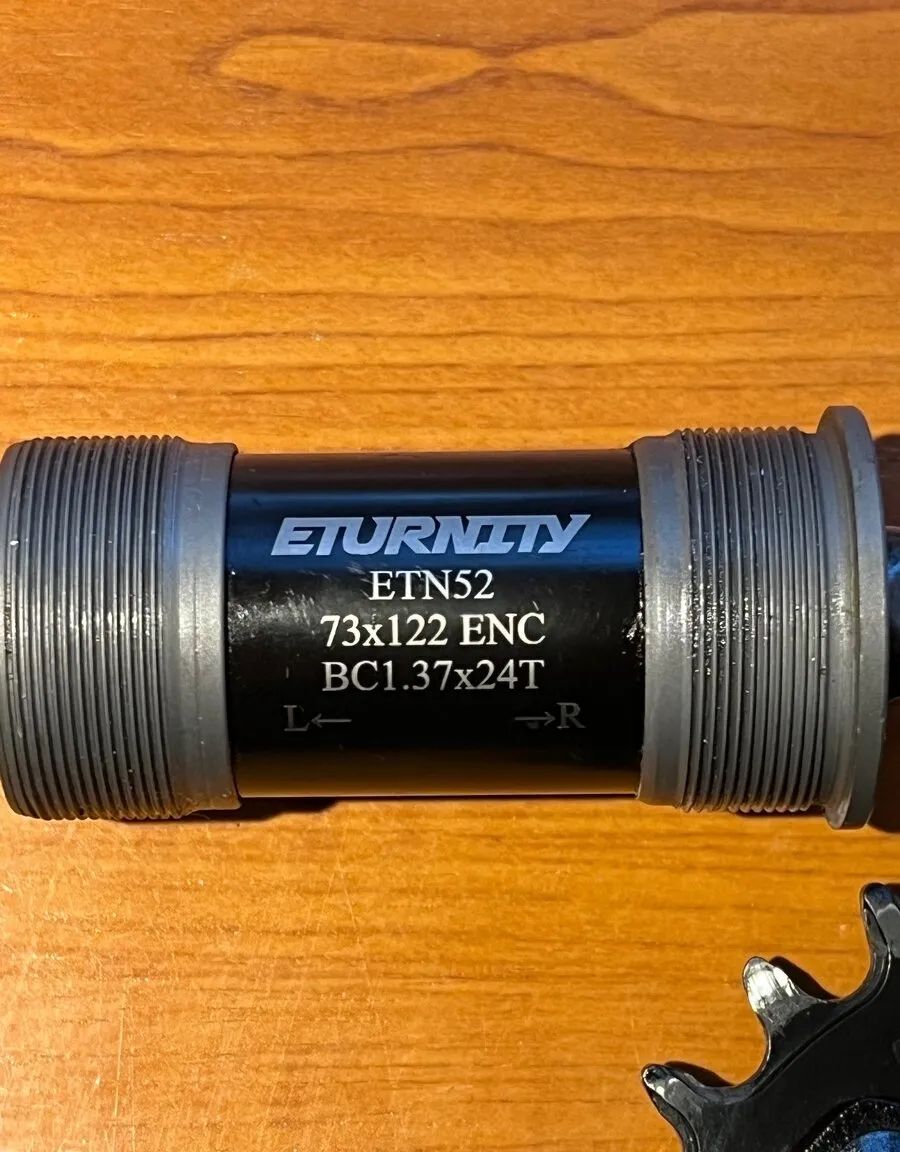 ETURNITY
ETN52
73x122 ENC
BC1.37x24T
L← →R